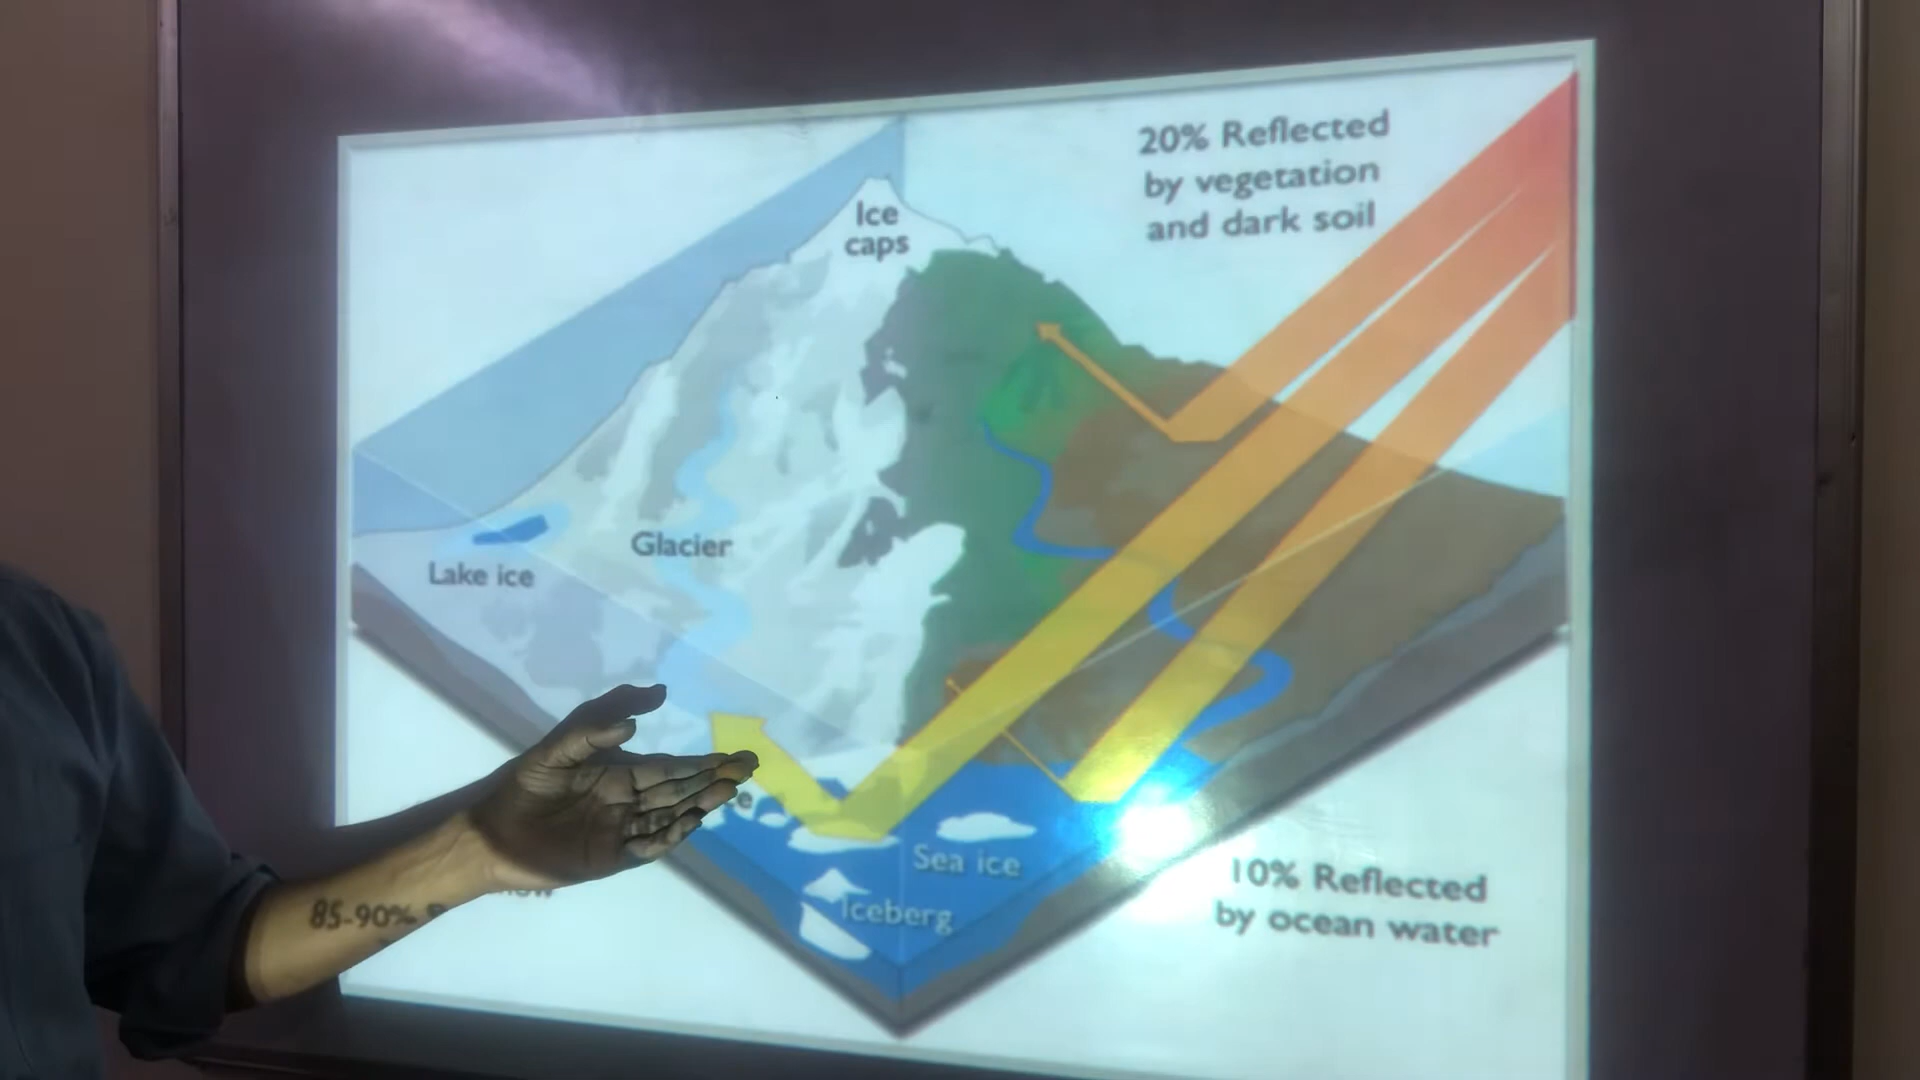 20% Reflected
by vegetation
and dark soil
Ice
caps
Glacier
Lake ice
Sea ice
Iceberg
85-90%
10% Reflected
by ocean water